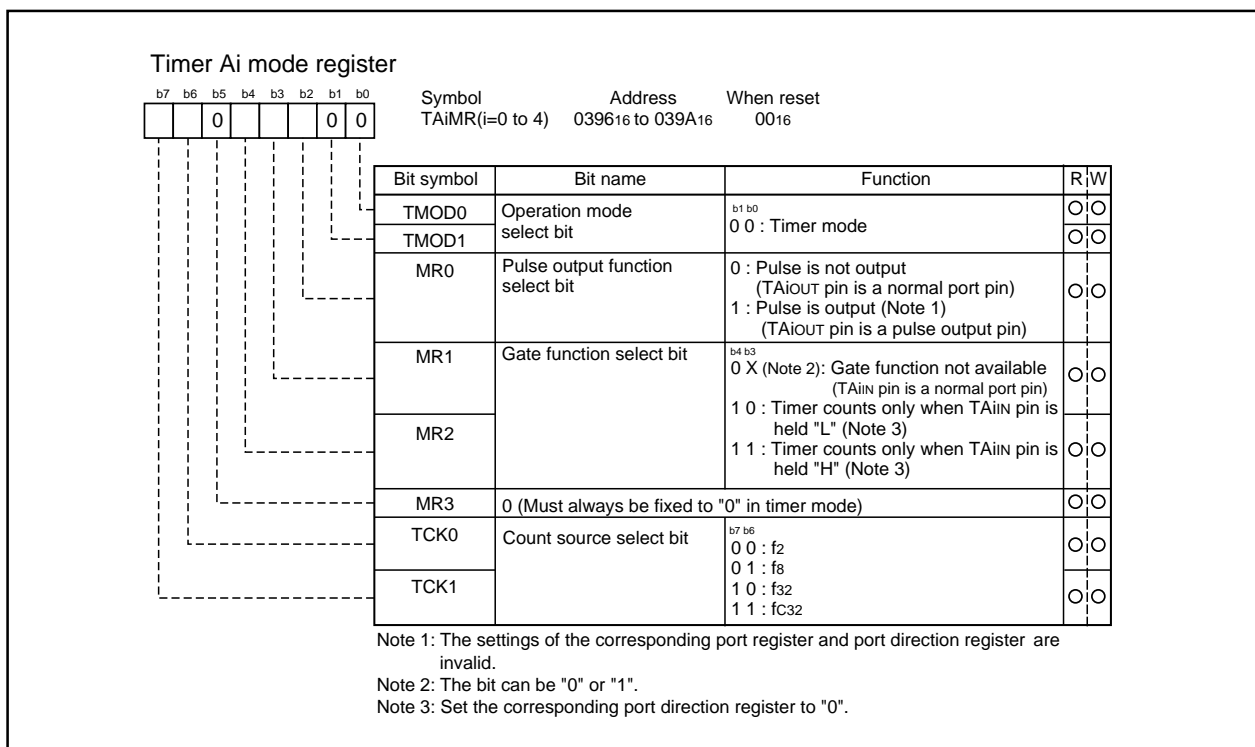 Timer Ai mode register
b7 b6 b5 b4 b3 b2 b1 b0
0 0 0
Symbol Address When reset
TAiMR(i=0 to 4) 039616 to 039A16 0016
Bit symbol Bit name Function R W
TMOD0 Operation mode select bit b1 b0
0 0 : Timer mode
TMOD1
MR0 Pulse output function select bit 0 : Pulse is not output
(TAiOUT pin is a normal port pin)
1 : Pulse is output (Note 1)
(TAiOUT pin is a pulse output pin)
MR1 Gate function select bit b4 b3
0 X (Note 2): Gate function not available
(TAiIN pin is a normal port pin)
1 0 : Timer counts only when TAiIN pin is
held "L" (Note 3)
MR2
1 1 : Timer counts only when TAiIN pin is
held "H" (Note 3)
MR3 0 (Must always be fixed to "0" in timer mode)
TCK0 Count source select bit b7 b6
0 0 : f2
0 1 : f8
TCK1 1 0 : f32
1 1 : fC32
Note 1: The settings of the corresponding port register and port direction register are
invalid.
Note 2: The bit can be "0" or "1".
Note 3: Set the corresponding port direction register to "0".